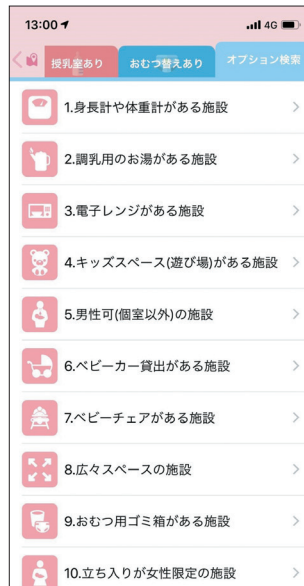 13:00 4G
授乳室あり おむつ替えあり オプション検索
1.身長計や体重計がある施設
2.調乳用のお湯がある施設
3.電子レンジがある施設
4.キッズスペース(遊び場)がある施設
5.男性可(個室以外)の施設
6.ベビーカー貸出がある施設
7.ベビーチェアがある施設
8.広々スペースの施設
9.おむつ用ゴミ箱がある施設
10.立ち入りが女性限定の施設